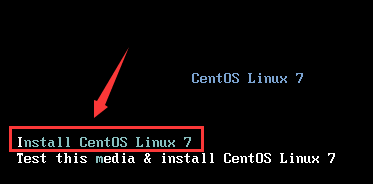 CentOS Linux 7
Install CentOS Linux 7
Test this media & install CentOS Linux 7